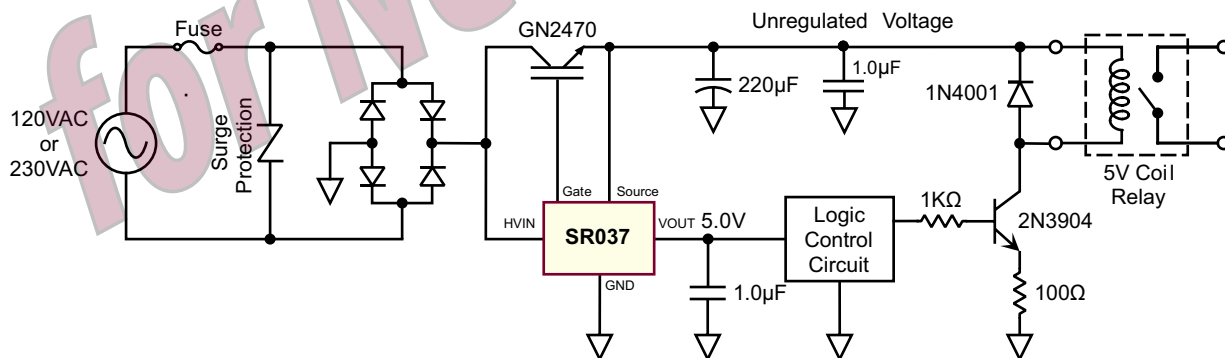 for N
Fuse
GN2470
Unregulated Voltage
120VAC
or
230VAC
Surge
Protection
220µF
1.0µF
1N4001
5V Coil
Relay
Gate
Source
HVIN
SR037
VOUT
5.0V
GND
1.0µF
Logic
Control
Circuit
1KΩ
2N3904
100Ω